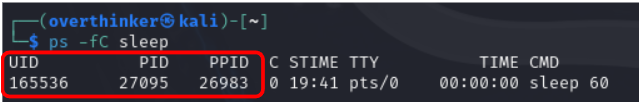 ┌──(overthinker㉿kali)-[~]
└─$ ps -fC sleep
UID PID PPID C STIME TTY TIME CMD
165536 27095 26983 0 19:41 pts/0 00:00:00 sleep 60